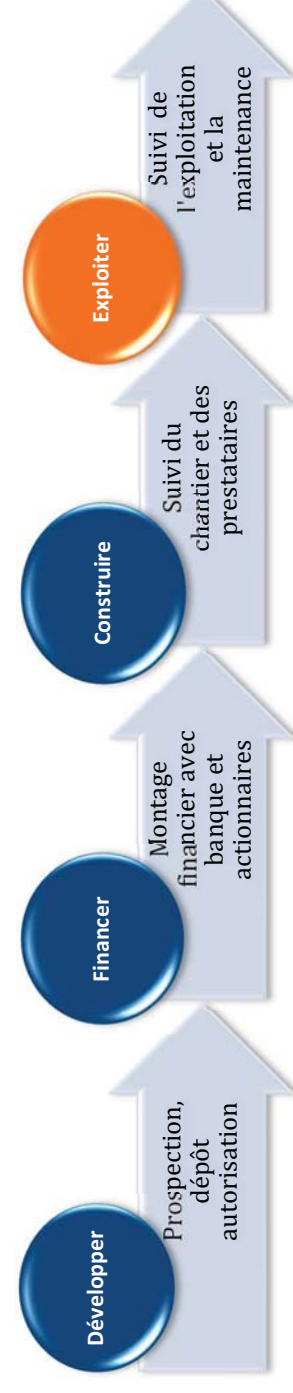 Développer
Prospection,
dépôt
autorisation
Financer
Montage
financier avec
banque et
actionnaires
Construire
Suivi du
chantier et des
prestataires
Exploiter
Suivi de
l'exploitation
et la
maintenance